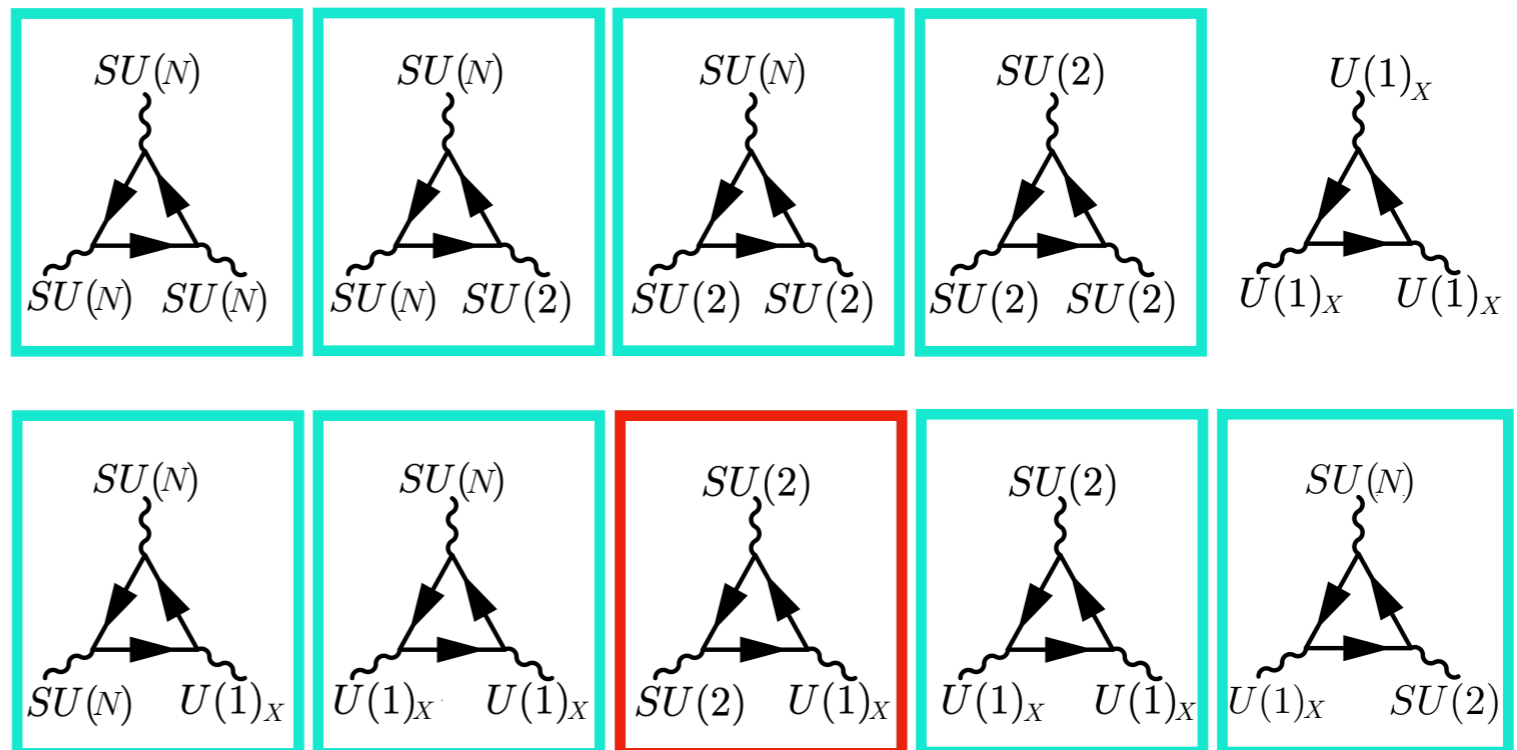 SU(N) SU(N) SU(N) SU(2) U(1)_X
SU(N) SU(N) SU(N) SU(2) SU(2) SU(2) SU(2) SU(2) U(1)_X U(1)_X
SU(N) SU(N) SU(2) SU(2) SU(N)
SU(N) U(1)_X U(1)_X U(1)_X SU(2) U(1)_X U(1)_X U(1)_X U(1)_X SU(2)